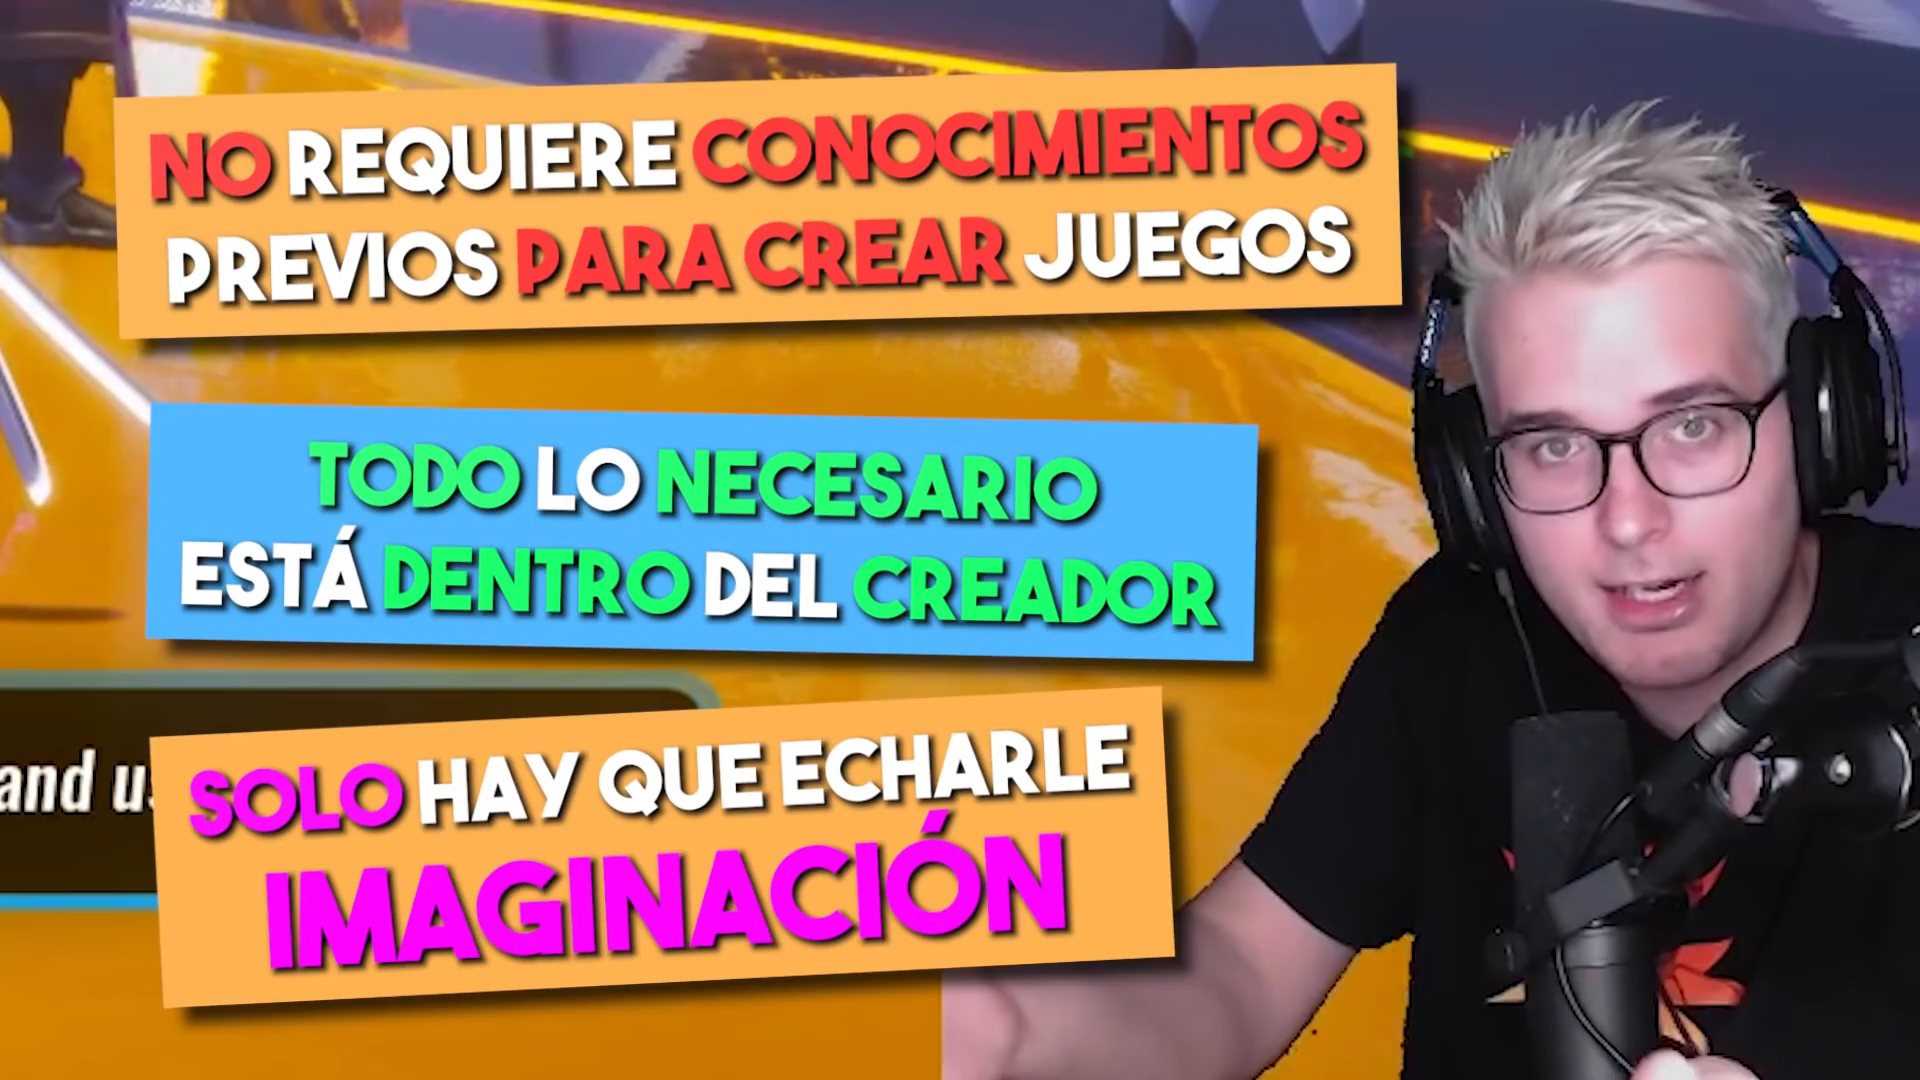 NO REQUIERE CONOCIMIENTOS
PREVIOS PARA CREAR JUEGOS
TODO LO NECESARIO
ESTÁ DENTRO DEL CREADOR
and
SOLO HAY QUE ECHARLE
IMAGINACIÓN